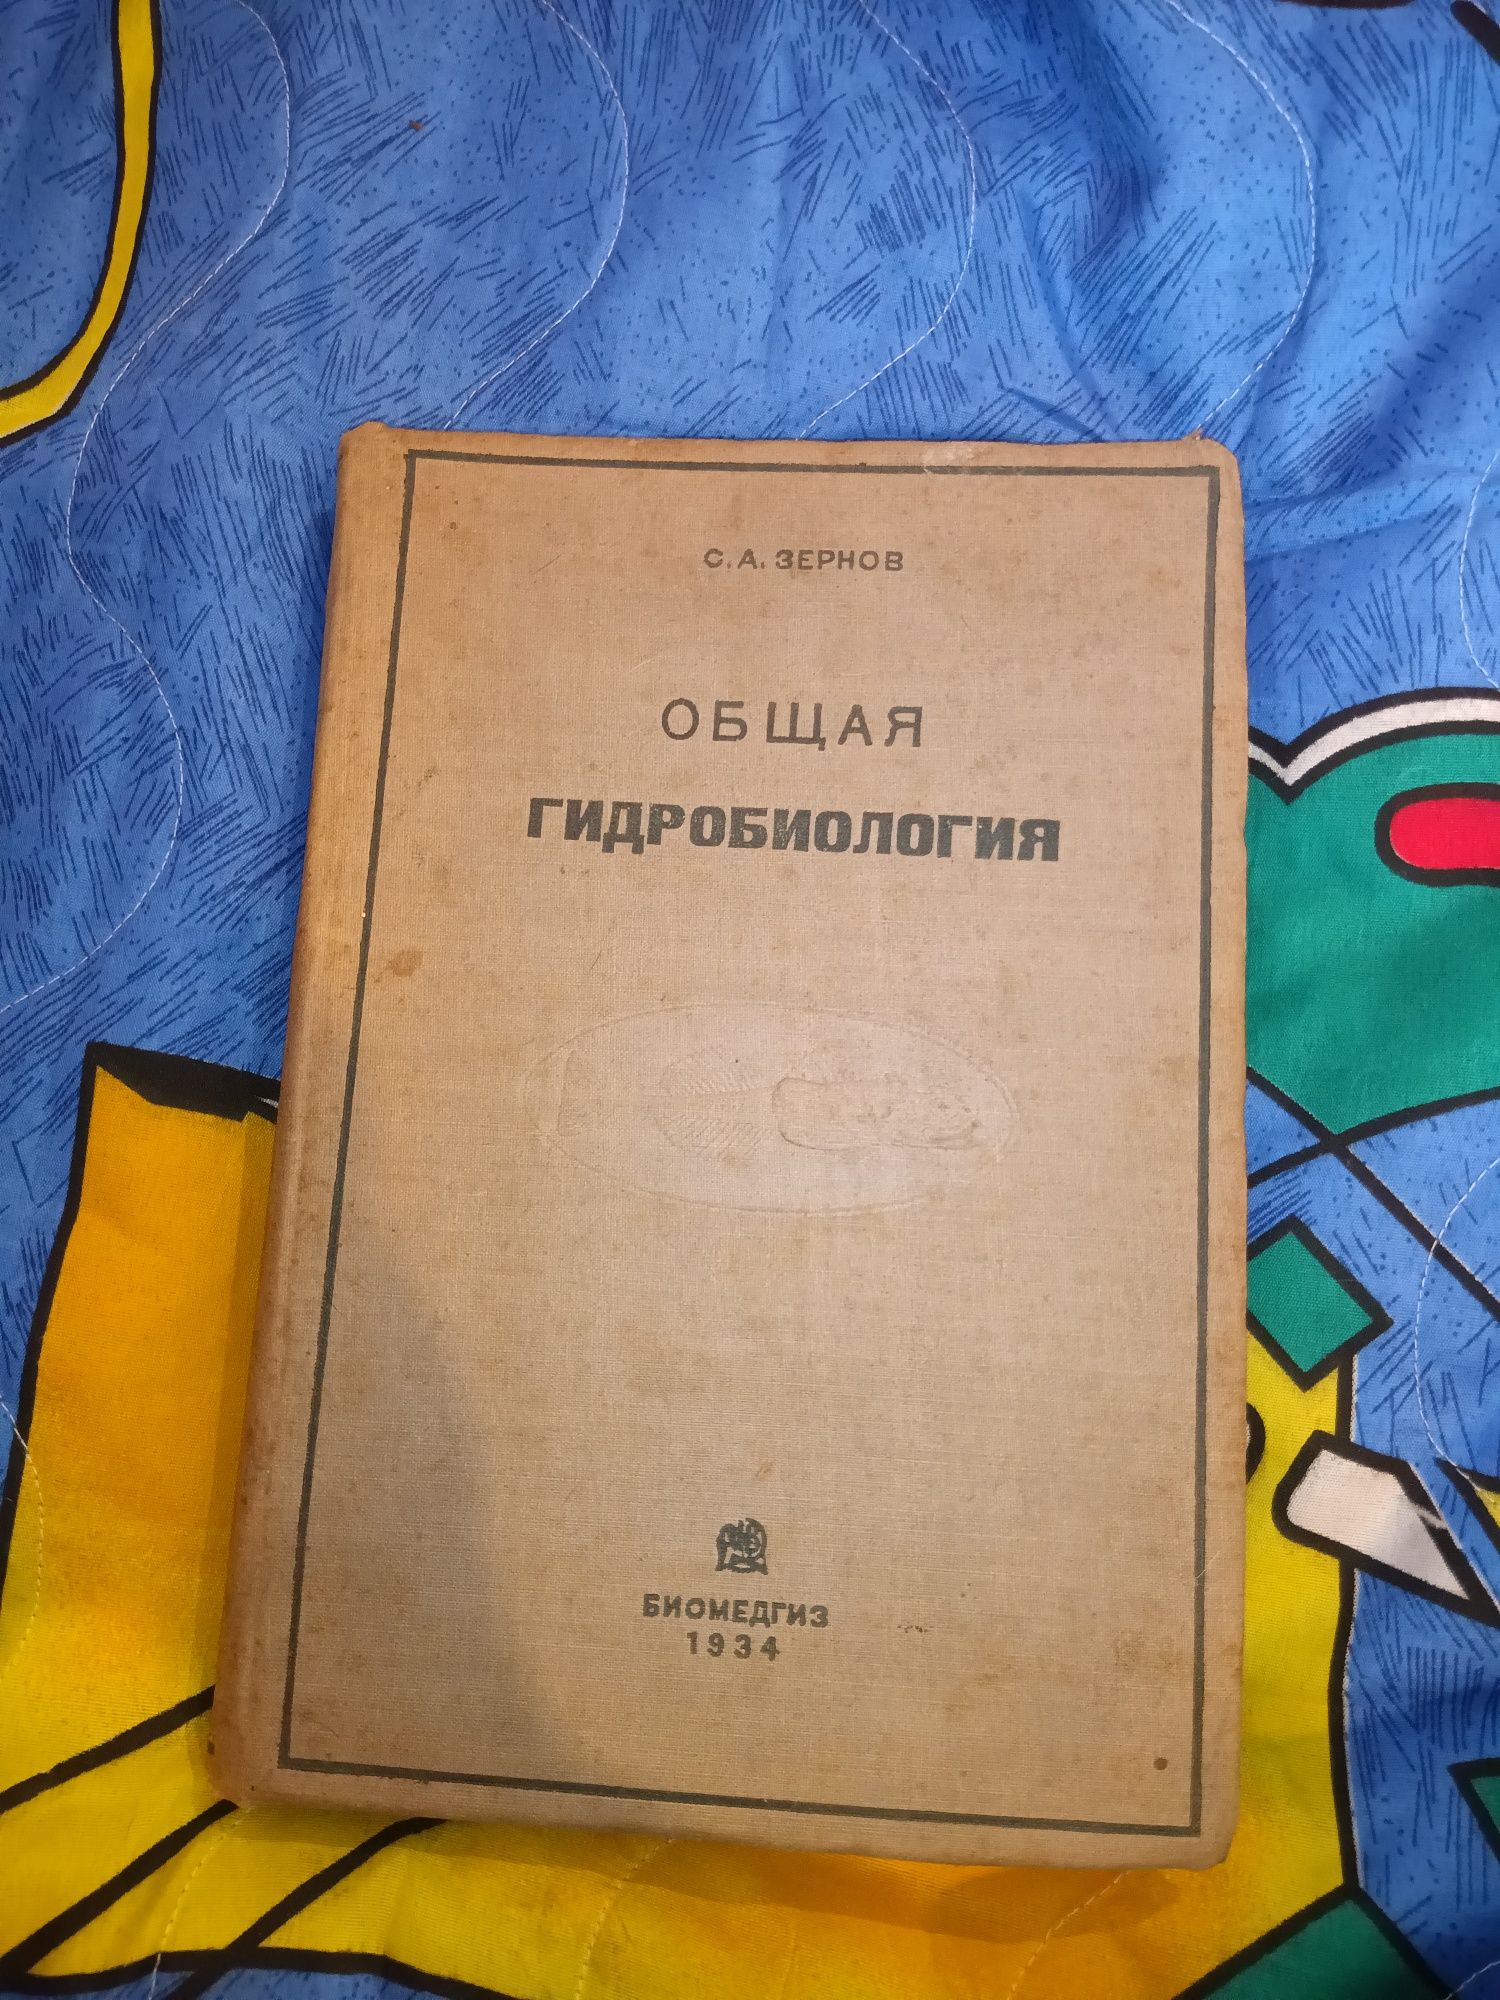 С. А. ЗЕРНОВ
ОБЩАЯ
ГИДРОБИОЛОГИЯ
БИОМЕДГИЗ
1934